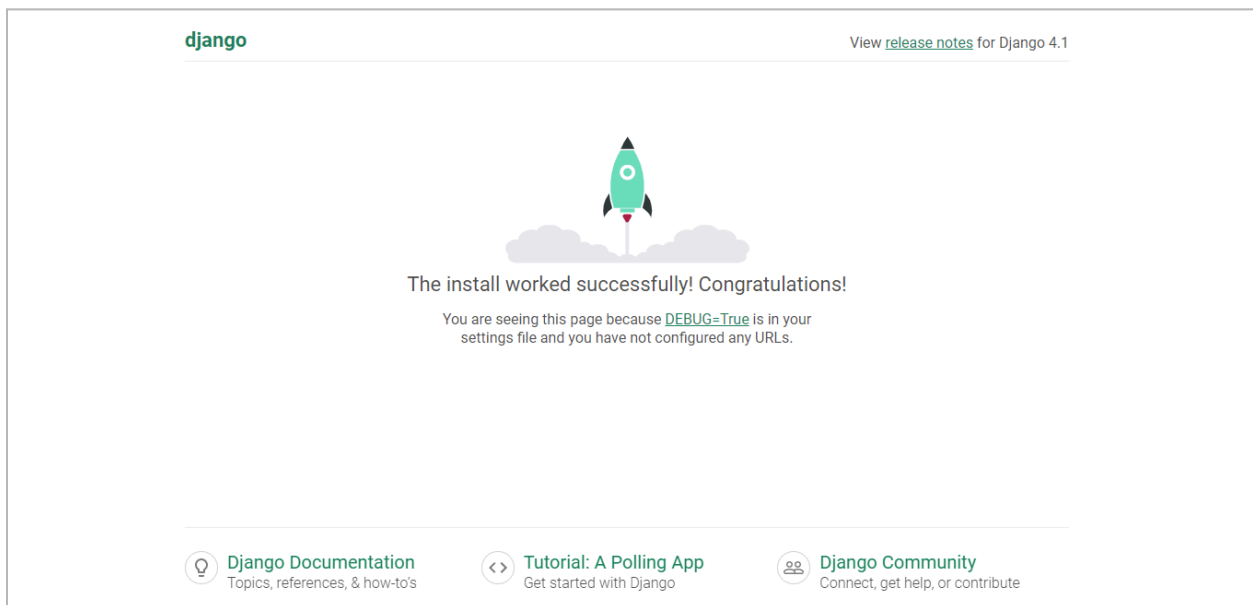 django
View release notes for Django 4.1
The install worked successfully! Congratulations!
You are seeing this page because DEBUG=True is in your
settings file and you have not configured any URLs.
Django Documentation
Topics, references, & how-to's
Tutorial: A Polling App
Get started with Django
Django Community
Connect, get help, or contribute